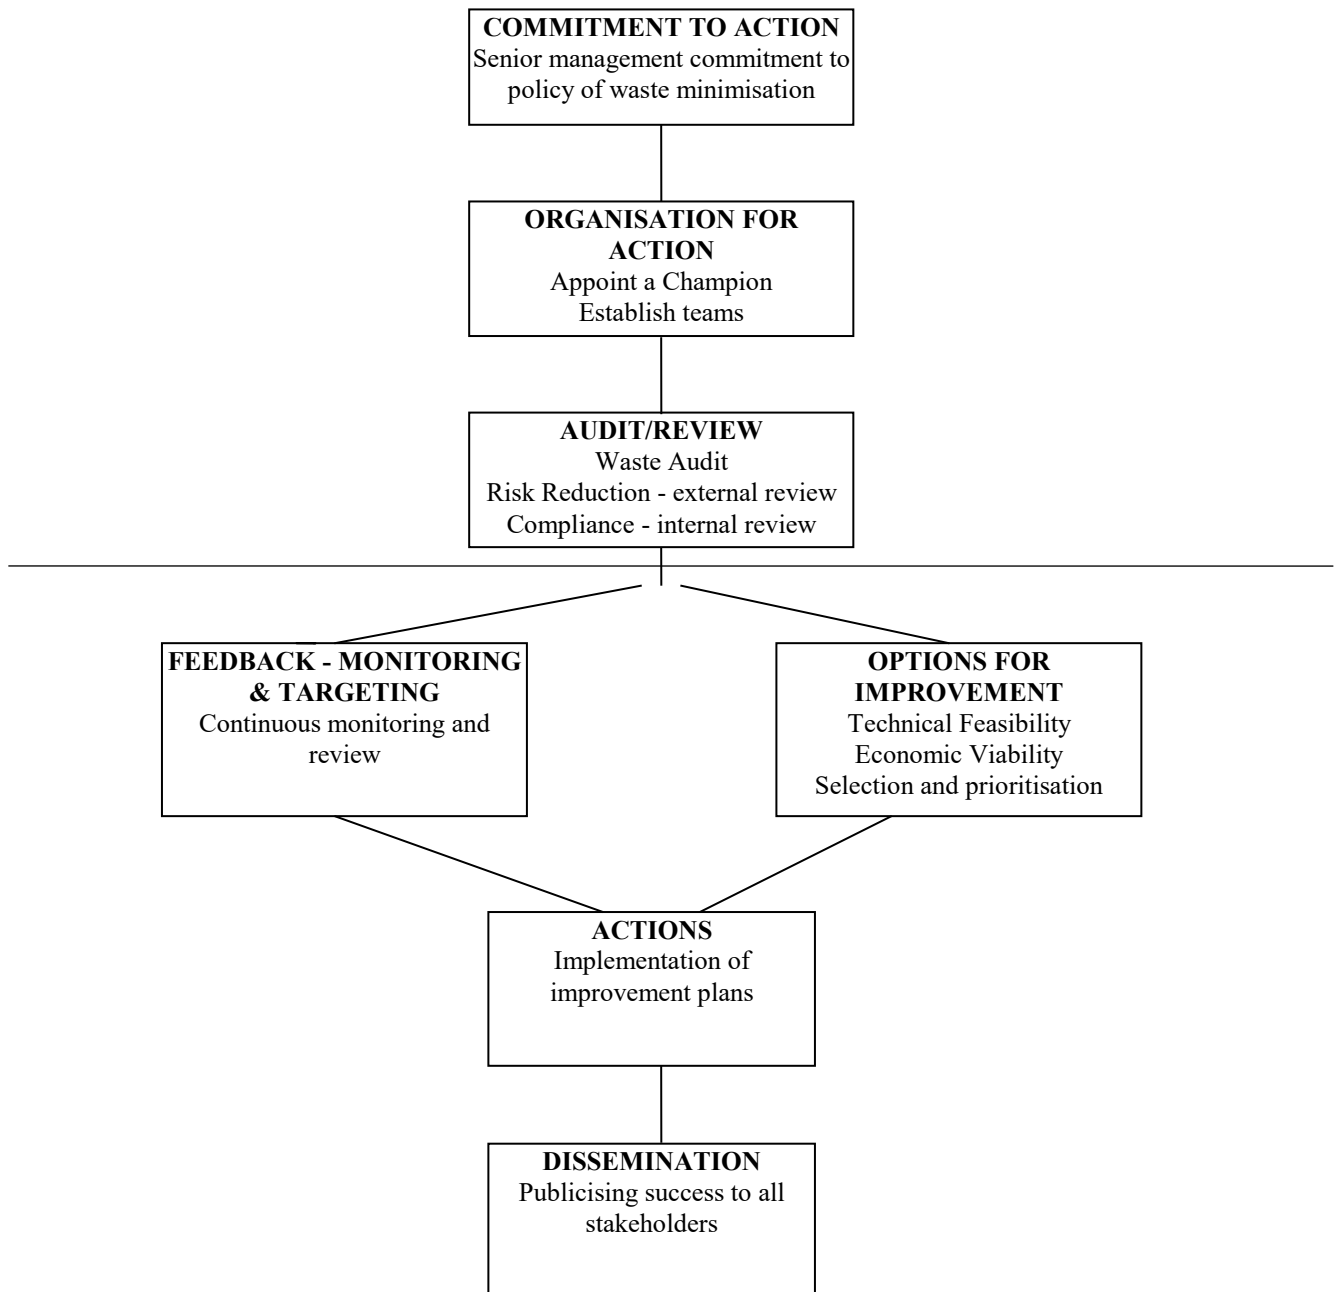 COMMITMENT TO ACTION
Senior management commitment to
policy of waste minimisation
ORGANISATION FOR
ACTION
Appoint a Champion
Establish teams
AUDIT/REVIEW
Waste Audit
Risk Reduction - external review
Compliance - internal review
FEEDBACK - MONITORING
& TARGETING
Continuous monitoring and
review
OPTIONS FOR
IMPROVEMENT
Technical Feasibility
Economic Viability
Selection and prioritisation
ACTIONS
Implementation of
improvement plans
DISSEMINATION
Publicising success to all
stakeholders